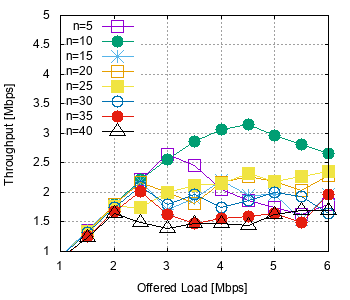 5
4.5
4
3.5
3
2.5
2
1.5
1
Throughput [Mbps]
n=5
n=10
n=15
n=20
n=25
n=30
n=35
n=40
1 2 3 4 5 6
Offered Load [Mbps]